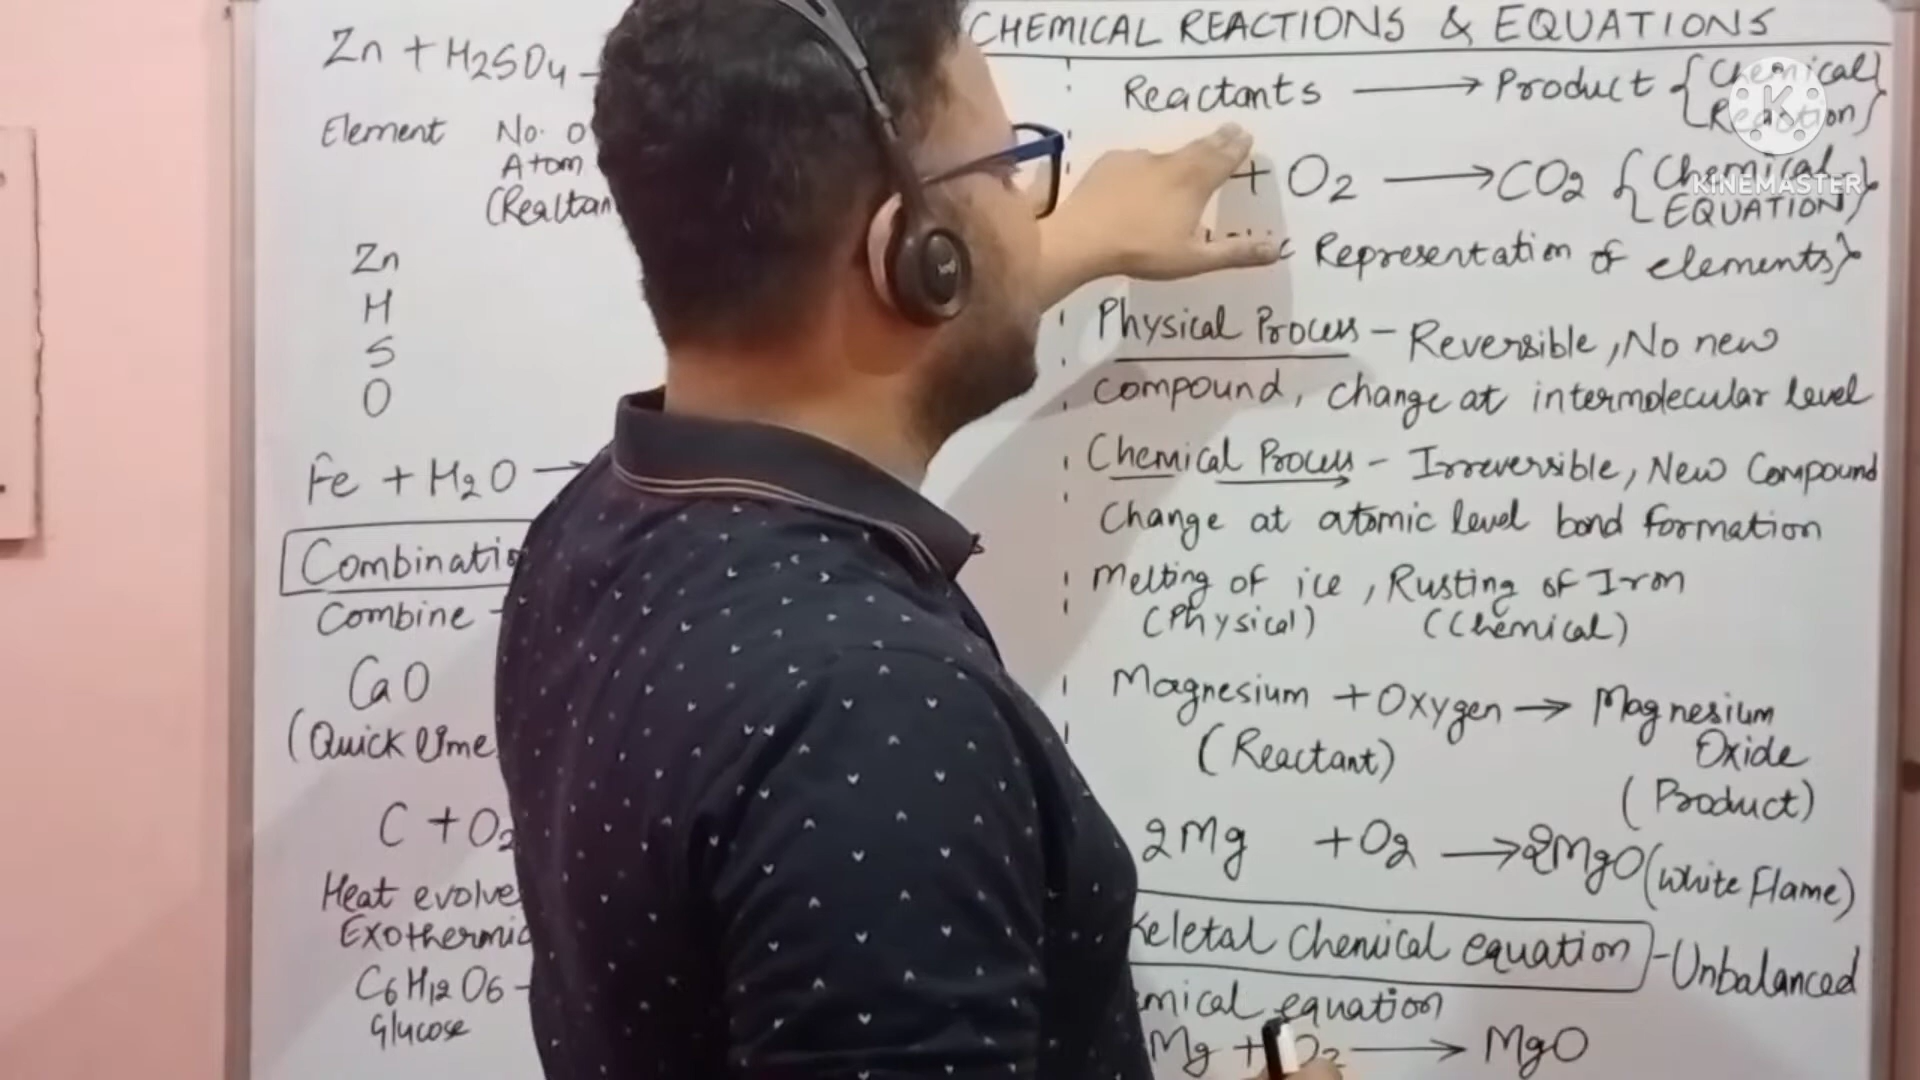 CHEMICAL REACTIONS & EQUATIONS
Zn + H2SO4 -
Element No. O
Atom
(Realtan
Zn
H
S
O
Fe + H2O →
Combinatio
Combine -
CaO
(Quick lime
C + O2
Heat evolve
Exothermic
C6H12O6 -
Glucose
Reactants → Product {Chemical
Reaction}
+ O2 → CO2 {Chemical
EQUATION}
Representation of elements}
Physical Process - Reversible, No new
Compound, change at intermolecular level
Chemical Process - Irreversible, New Compound
Change at atomic level bond formation
Melting of ice, Rusting of Iron
(Physical) (Chemical)
Magnesium + Oxygen → Magnesium
Oxide
(Reactant)
(Product)
2Mg + O2 → 2MgO (White Flame)
keletal Chemical equation - Unbalanced
mical equation
Mg + O2 → MgO
K
KINEMASTER